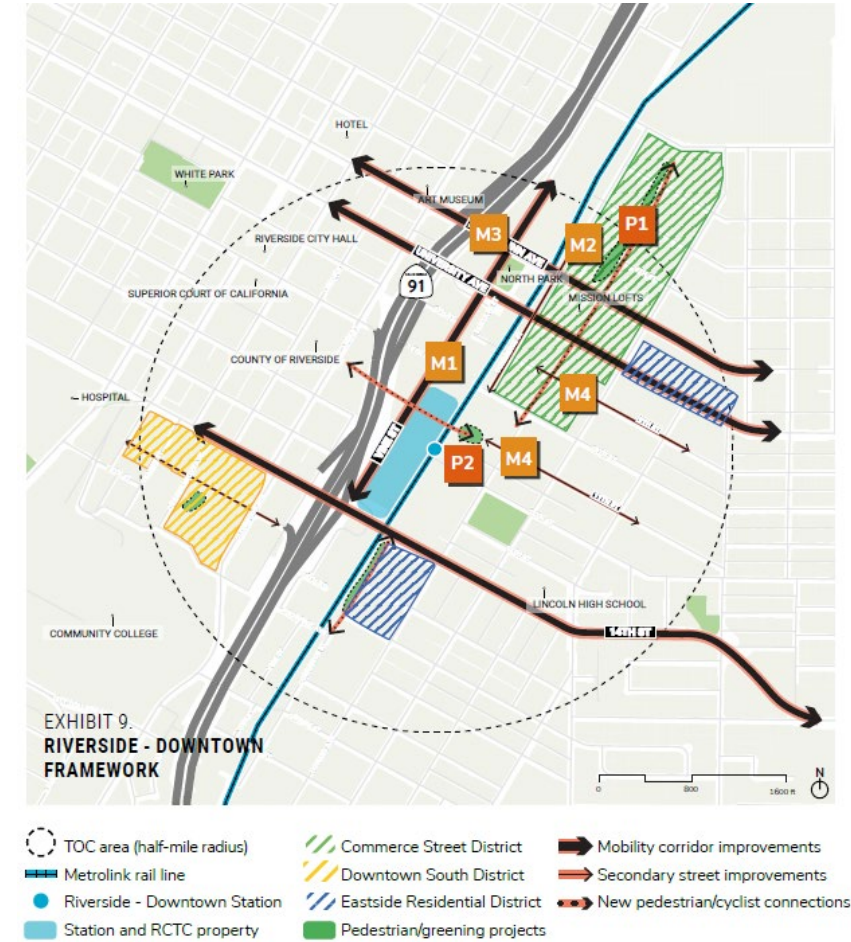 HOTEL
WHITE PARK
ART MUSEUM
P1
M3
M2
RIVERSIDE CITY HALL
UNIVERSITY AVE
NORTH PARK
91
SUPERIOR COURT OF CALIFORNIA
MISSION LOFTS
COUNTY OF RIVERSIDE
M1
HOSPITAL
M4
VINE ST
P2
M4
LINCOLN HIGH SCHOOL
COMMUNITY COLLEGE
14TH ST
EXHIBIT 9.
RIVERSIDE - DOWNTOWN
FRAMEWORK
N
0 800 1600 ft
TOC area (half-mile radius)
Metrolink rail line
Riverside - Downtown Station
Station and RCTC property
Commerce Street District
Downtown South District
Eastside Residential District
Pedestrian/greening projects
Mobility corridor improvements
Secondary street improvements
New pedestrian/cyclist connections